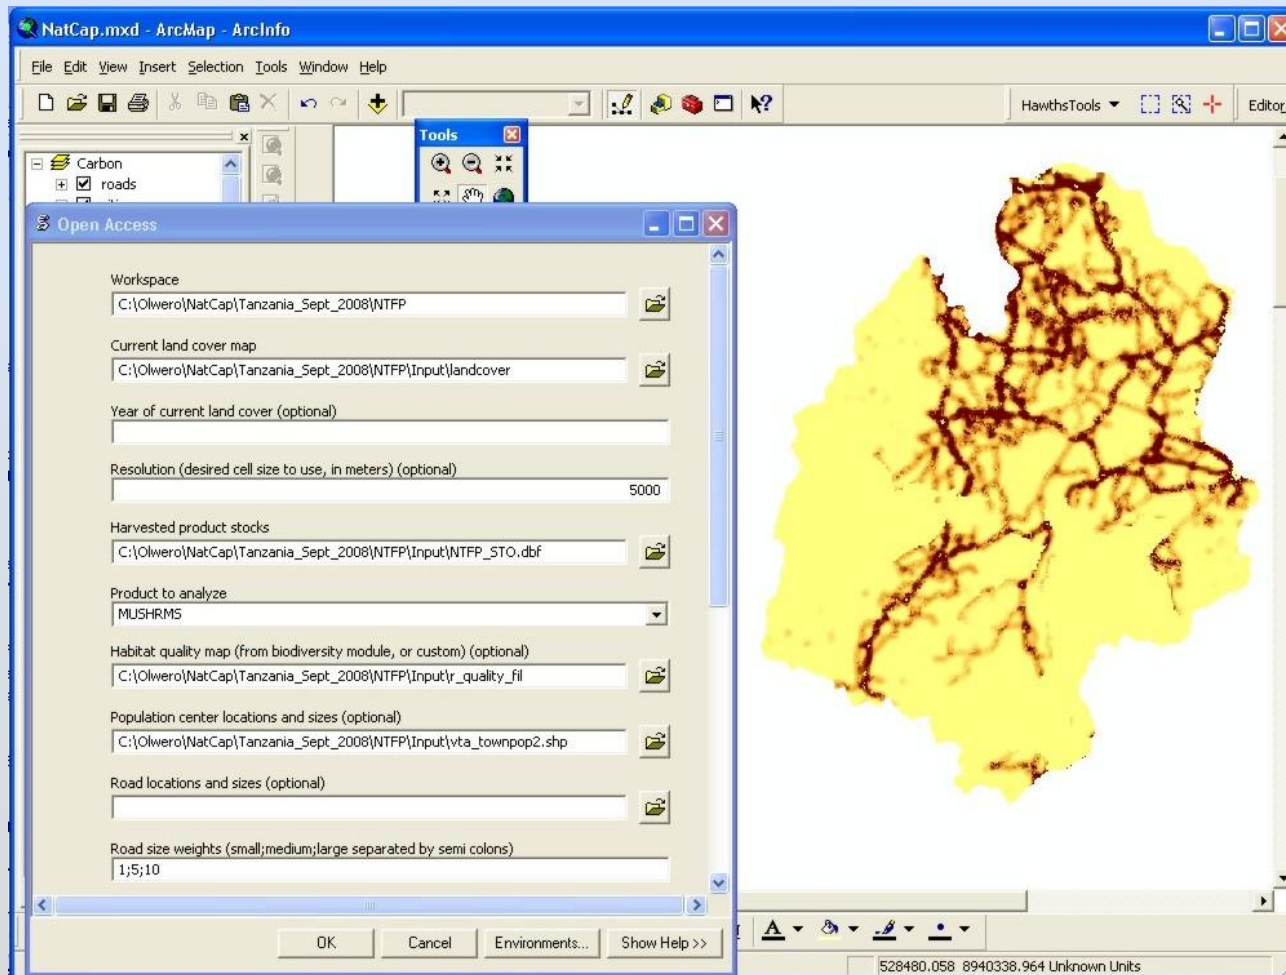 NatCap.mxd - ArcMap - ArcInfo
File Edit View Insert Selection Tools Window Help
HawthsTools
Editor
Tools
Carbon
roads
Open Access
Workspace
C:\Olwero\NatCap\Tanzania_Sept_2008\NTFP
Current land cover map
C:\Olwero\NatCap\Tanzania_Sept_2008\NTFP\Input\landcover
Year of current land cover (optional)
Resolution (desired cell size to use, in meters) (optional)
5000
Harvested product stocks
C:\Olwero\NatCap\Tanzania_Sept_2008\NTFP\Input\NTFP_STO.dbf
Product to analyze
MUSHRMS
Habitat quality map (from biodiversity module, or custom) (optional)
C:\Olwero\NatCap\Tanzania_Sept_2008\NTFP\Input\r_quality_fil
Population center locations and sizes (optional)
C:\Olwero\NatCap\Tanzania_Sept_2008\NTFP\Input\vta_townpop2.shp
Road locations and sizes (optional)
Road size weights (small;medium;large separated by semi colons)
1;5;10
OK Cancel Environments... Show Help >>
A
528480.058 8940338.964 Unknown Units